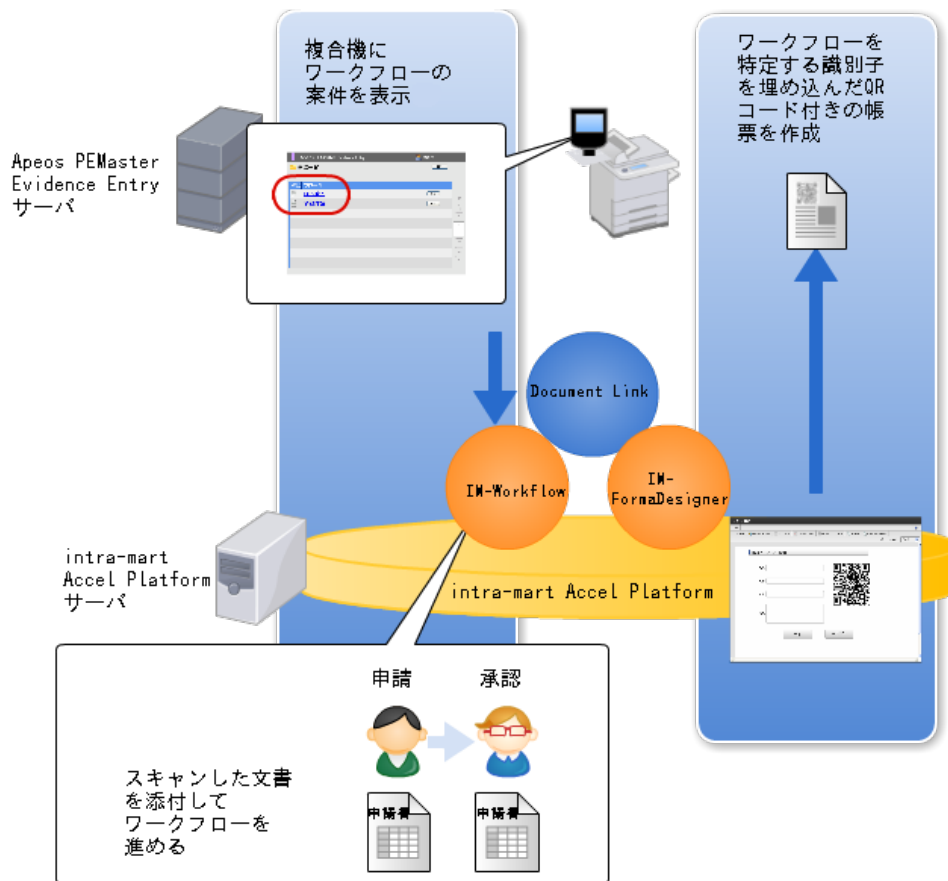 複合機に
ワークフローの
案件を表示
ワークフローを
特定する識別子
を埋め込んだQR
コード付きの帳
票を作成
Apeos PEMaster
Evidence Entry
サーバ
Document Link
IM-Workflow
IM-
FormaDesigner
intra-mart
Accel Platform
サーバ
intra-mart Accel Platform
申請
承認
スキャンした文書
を添付して
ワークフローを
進める
申請書
申請書